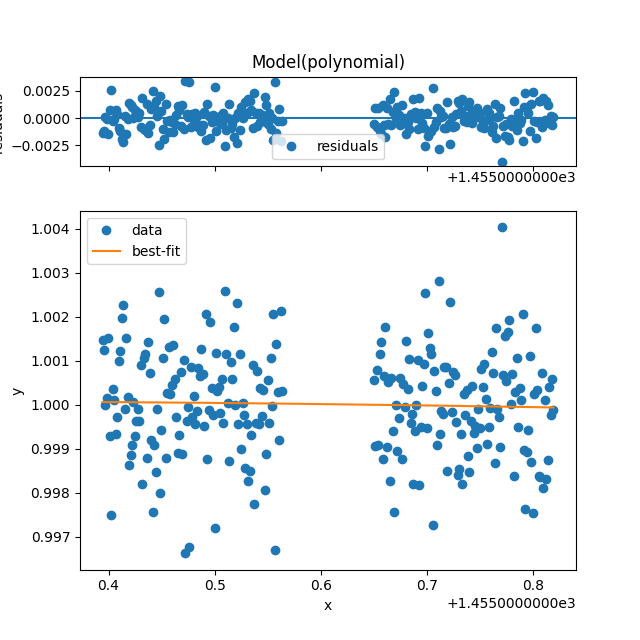 Model(polynomial)
0.0025
0.0000
−0.0025
residuals
+1.4550000000e3
1.004
1.003
1.002
1.001
1.000
0.999
0.998
0.997
y
data
best-fit
0.4 0.5 0.6 0.7 0.8
x
+1.4550000000e3